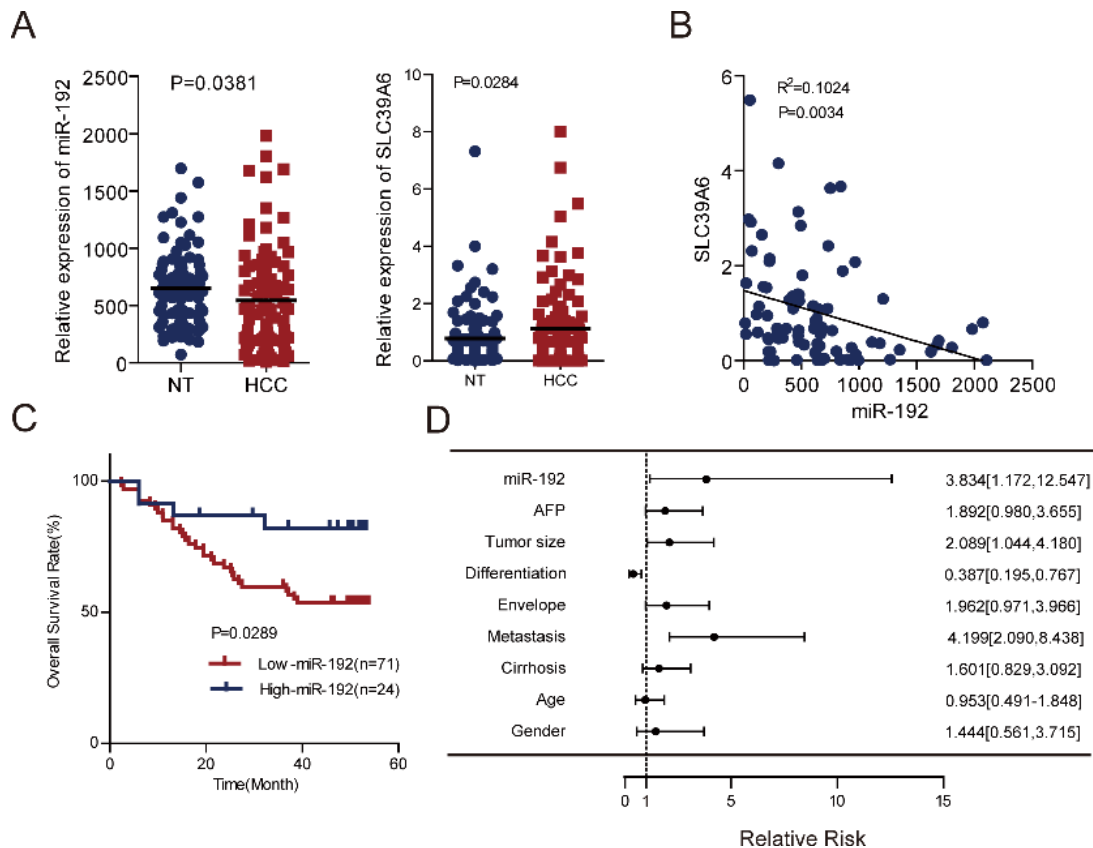 A
P=0.0381
Relative expression of miR-192
2500
2000
1500
1000
500
0
NT
HCC
P=0.0284
Relative expression of SLC39A6
10
8
6
4
2
0
NT
HCC
B
R²=0.1024
P=0.0034
SLC39A6
6
4
2
0
0
500
1000
1500
2000
2500
miR-192
C
Overall Survival Rate(%)
100
50
0
P=0.0289
Low-miR-192(n=71)
High-miR-192(n=24)
0
20
40
60
Time(Month)
D
miR-192 3.834[1.172,12.547]
AFP 1.892[0.980,3.655]
Tumor size 2.089[1.044,4.180]
Differentiation 0.387[0.195,0.767]
Envelope 1.962[0.971,3.966]
Metastasis 4.199[2.090,8.438]
Cirrhosis 1.601[0.829,3.092]
Age 0.953[0.491-1.848]
Gender 1.444[0.561,3.715]
0 1 5 10 15
Relative Risk